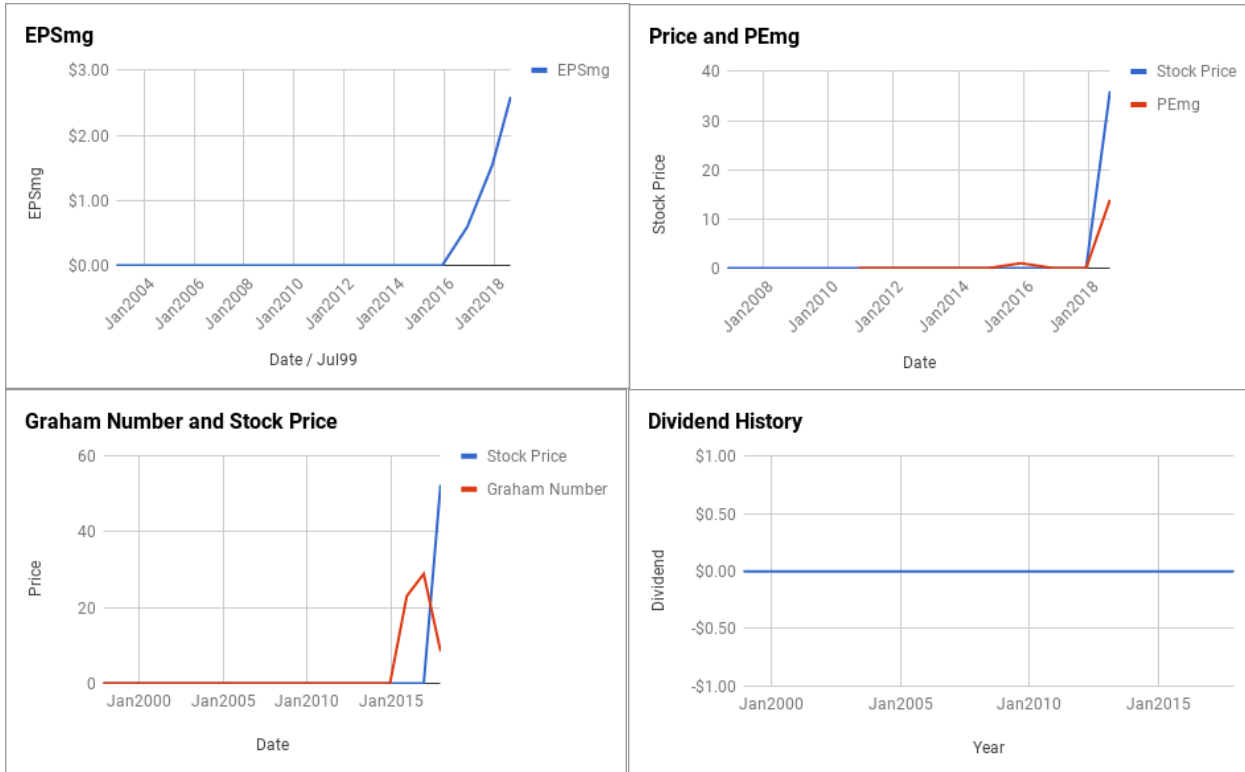 EPSmg
$3.00
$2.00
$1.00
$0.00
EPSmg
EPSmg
Jan2004
Jan2006
Jan2008
Jan2010
Jan2012
Jan2014
Jan2016
Jan2018
Date / Jul99
Price and PEmg
40
30
20
10
0
Stock Price
Stock Price
PEmg
Jan2008
Jan2010
Jan2012
Jan2014
Jan2016
Jan2018
Date
Graham Number and Stock Price
60
40
20
0
Price
Stock Price
Graham Number
Jan2000
Jan2005
Jan2010
Jan2015
Date
Dividend History
$1.00
$0.50
$0.00
-$0.50
-$1.00
Dividend
Jan2000
Jan2005
Jan2010
Jan2015
Year